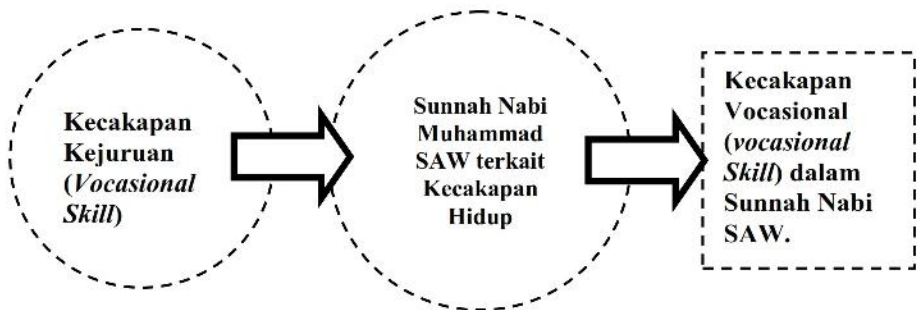 Kecakapan
Kejuruan
(Vocasional
Skill)
Sunnah Nabi
Muhammad
SAW terkait
Kecakapan
Hidup
Kecakapan
Vocasional
(vocasional
Skill) dalam
Sunnah Nabi
SAW.